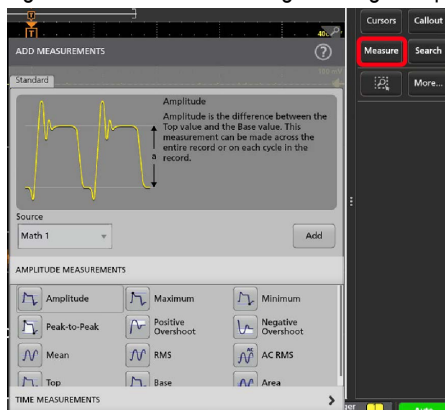 T
T
ADD MEASUREMENTS
?
Standard
Amplitude
Amplitude is the difference between the
Top value and the Base value. This
measurement can be made across the
entire record or on each cycle in the
record.
a
Source
Math 1
Add
AMPLITUDE MEASUREMENTS
Amplitude
Maximum
Minimum
Peak-to-Peak
Positive
Overshoot
Negative
Overshoot
Mean
RMS
AC
AC RMS
Top
Base
Area
TIME MEASUREMENTS
Cursors
Callout
Measure
Search
More...